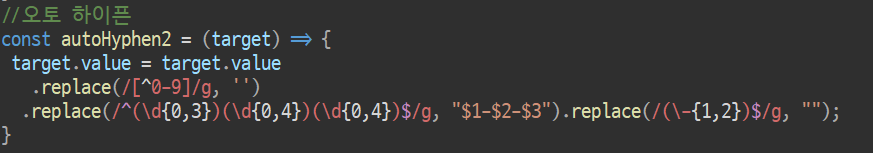 //오토 하이픈
const autoHyphen2 = (target) => {
 target.value = target.value
   .replace(/[^0-9]/g, '')
  .replace(/^(\d{0,3})(\d{0,4})(\d{0,4})$/g, "$1-$2-$3").replace(/(\-{1,2})$/g, "");
}